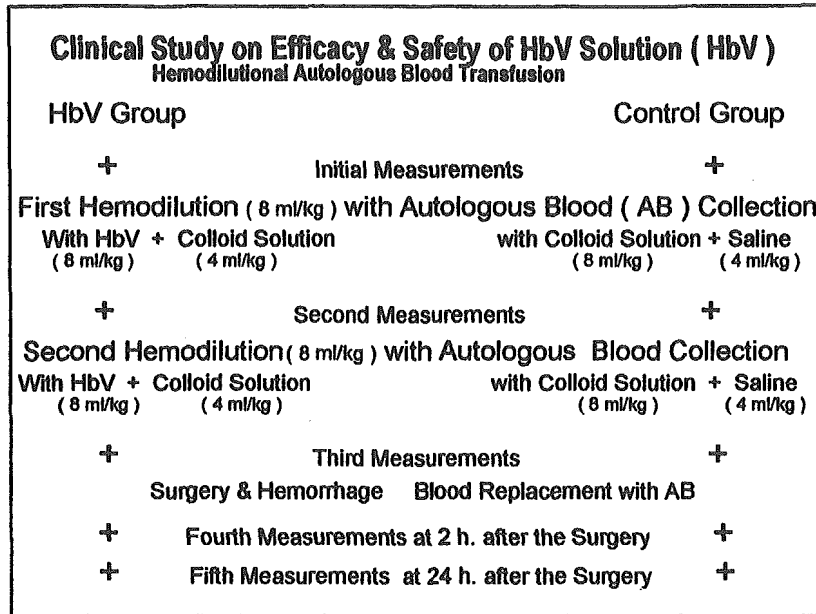 Clinical Study on Efficacy & Safety of HbV Solution ( HbV )
Hemodilutional Autologous Blood Transfusion
HbV Group Control Group
+ Initial Measurements +
First Hemodilution ( 8 ml/kg ) with Autologous Blood ( AB ) Collection
With HbV + Colloid Solution with Colloid Solution + Saline
( 8 ml/kg ) ( 4 ml/kg ) ( 8 ml/kg ) ( 4 ml/kg )
+ Second Measurements +
Second Hemodilution ( 8 ml/kg ) with Autologous Blood Collection
With HbV + Colloid Solution with Colloid Solution + Saline
( 8 ml/kg ) ( 4 ml/kg ) ( 8 ml/kg ) ( 4 ml/kg )
+ Third Measurements +
Surgery & Hemorrhage Blood Replacement with AB
+ Fourth Measurements at 2 h. after the Surgery +
+ Fifth Measurements at 24 h. after the Surgery +